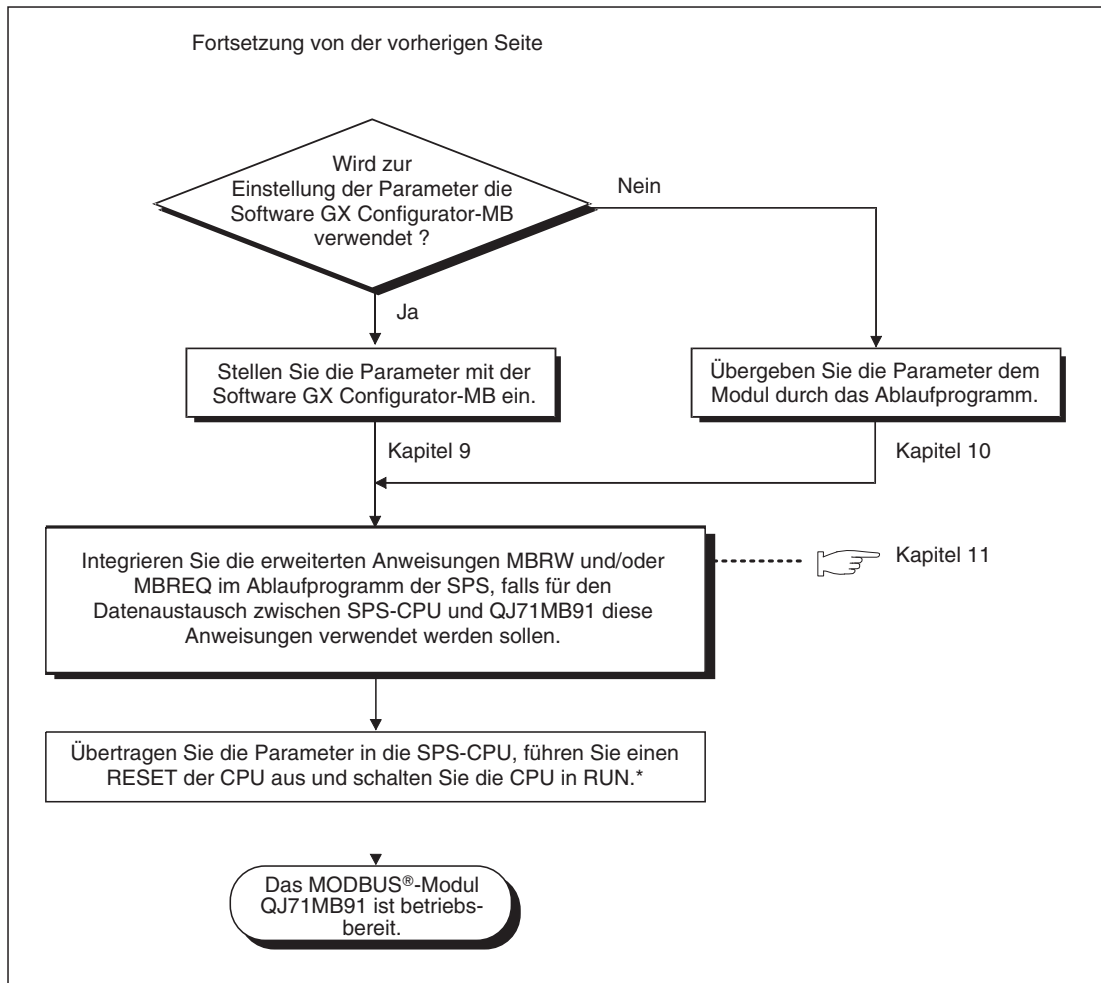 Fortsetzung von der vorherigen Seite
Wird zur
Einstellung der Parameter die
Software GX Configurator-MB
verwendet ?
Nein
Ja
Stellen Sie die Parameter mit der
Software GX Configurator-MB ein.
Übergeben Sie die Parameter dem
Modul durch das Ablaufprogramm.
Kapitel 9
Kapitel 10
Integrieren Sie die erweiterten Anweisungen MBRW und/oder
MBREQ im Ablaufprogramm der SPS, falls für den
Datenaustausch zwischen SPS-CPU und QJ71MB91 diese
Anweisungen verwendet werden sollen.
Kapitel 11
Übertragen Sie die Parameter in die SPS-CPU, führen Sie einen
RESET der CPU aus und schalten Sie die CPU in RUN.*
Das MODBUS®-Modul
QJ71MB91 ist betriebs-
bereit.